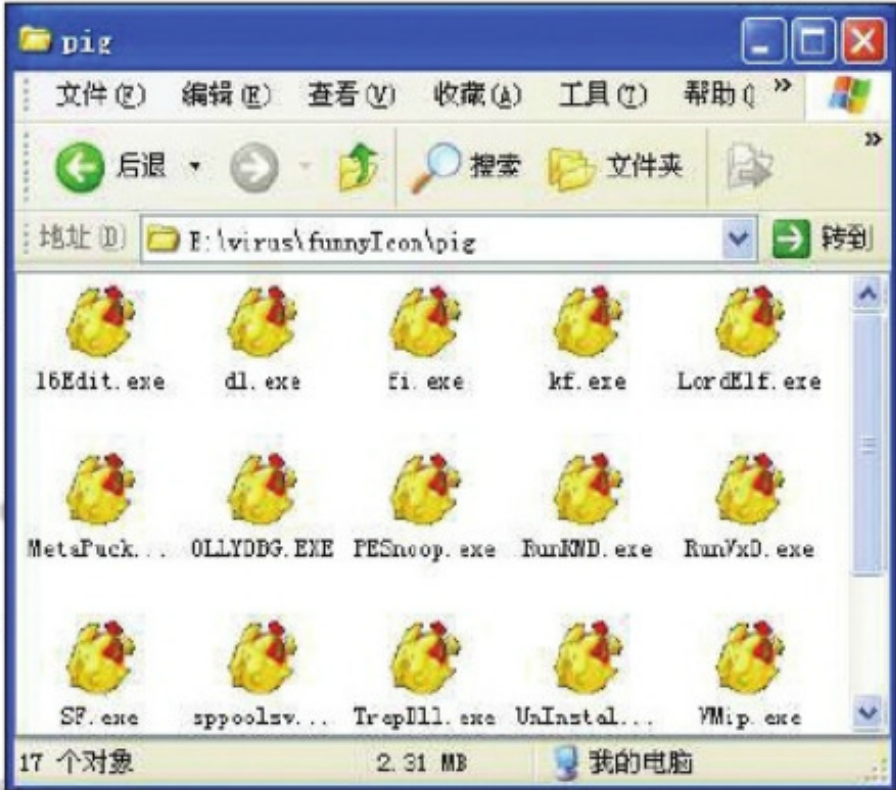 pig
文件(F) 编辑(E) 查看(V) 收藏(A) 工具(T) 帮助( »
后退 搜索 文件夹 »
地址(D) E:\virus\funnyIcon\pig 转到
16Edit.exe dl.exe fi.exe kf.exe LordElf.exe
MetaPuck... OLLYDBG.EXE PESnoop.exe RunKWD.exe RunVxD.exe
SF.exe sppoolsv... TrapDll.exe UnInstal... VMip.exe
17 个对象 2.31 MB 我的电脑